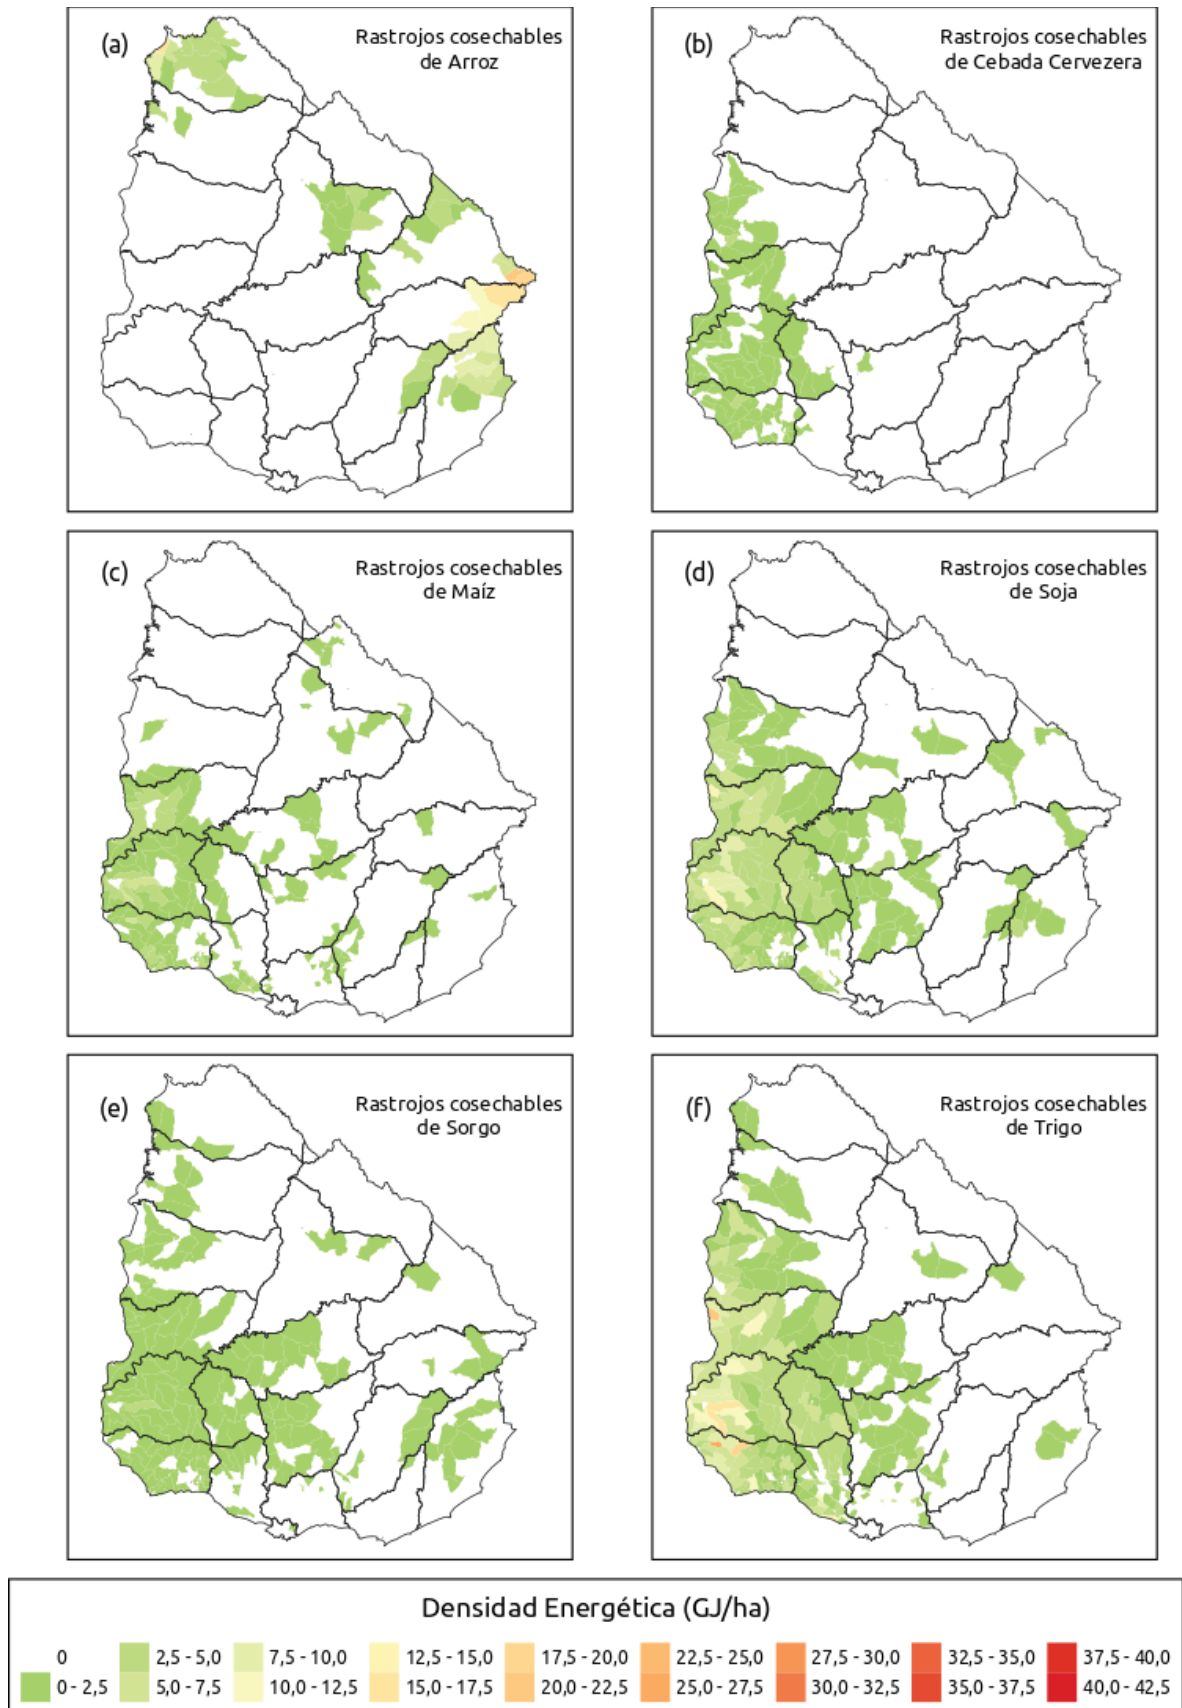 (a)
Rastrojos cosechables
de Arroz
(b)
Rastrojos cosechables
de Cebada Cervezera
(c)
Rastrojos cosechables
de Maíz
(d)
Rastrojos cosechables
de Soja
(e)
Rastrojos cosechables
de Sorgo
(f)
Rastrojos cosechables
de Trigo
Densidad Energética (GJ/ha)
0 2,5 - 5,0 7,5 - 10,0 12,5 - 15,0 17,5 - 20,0 22,5 - 25,0 27,5 - 30,0 32,5 - 35,0 37,5 - 40,0
0 - 2,5 5,0 - 7,5 10,0 - 12,5 15,0 - 17,5 20,0 - 22,5 25,0 - 27,5 30,0 - 32,5 35,0 - 37,5 40,0 - 42,5